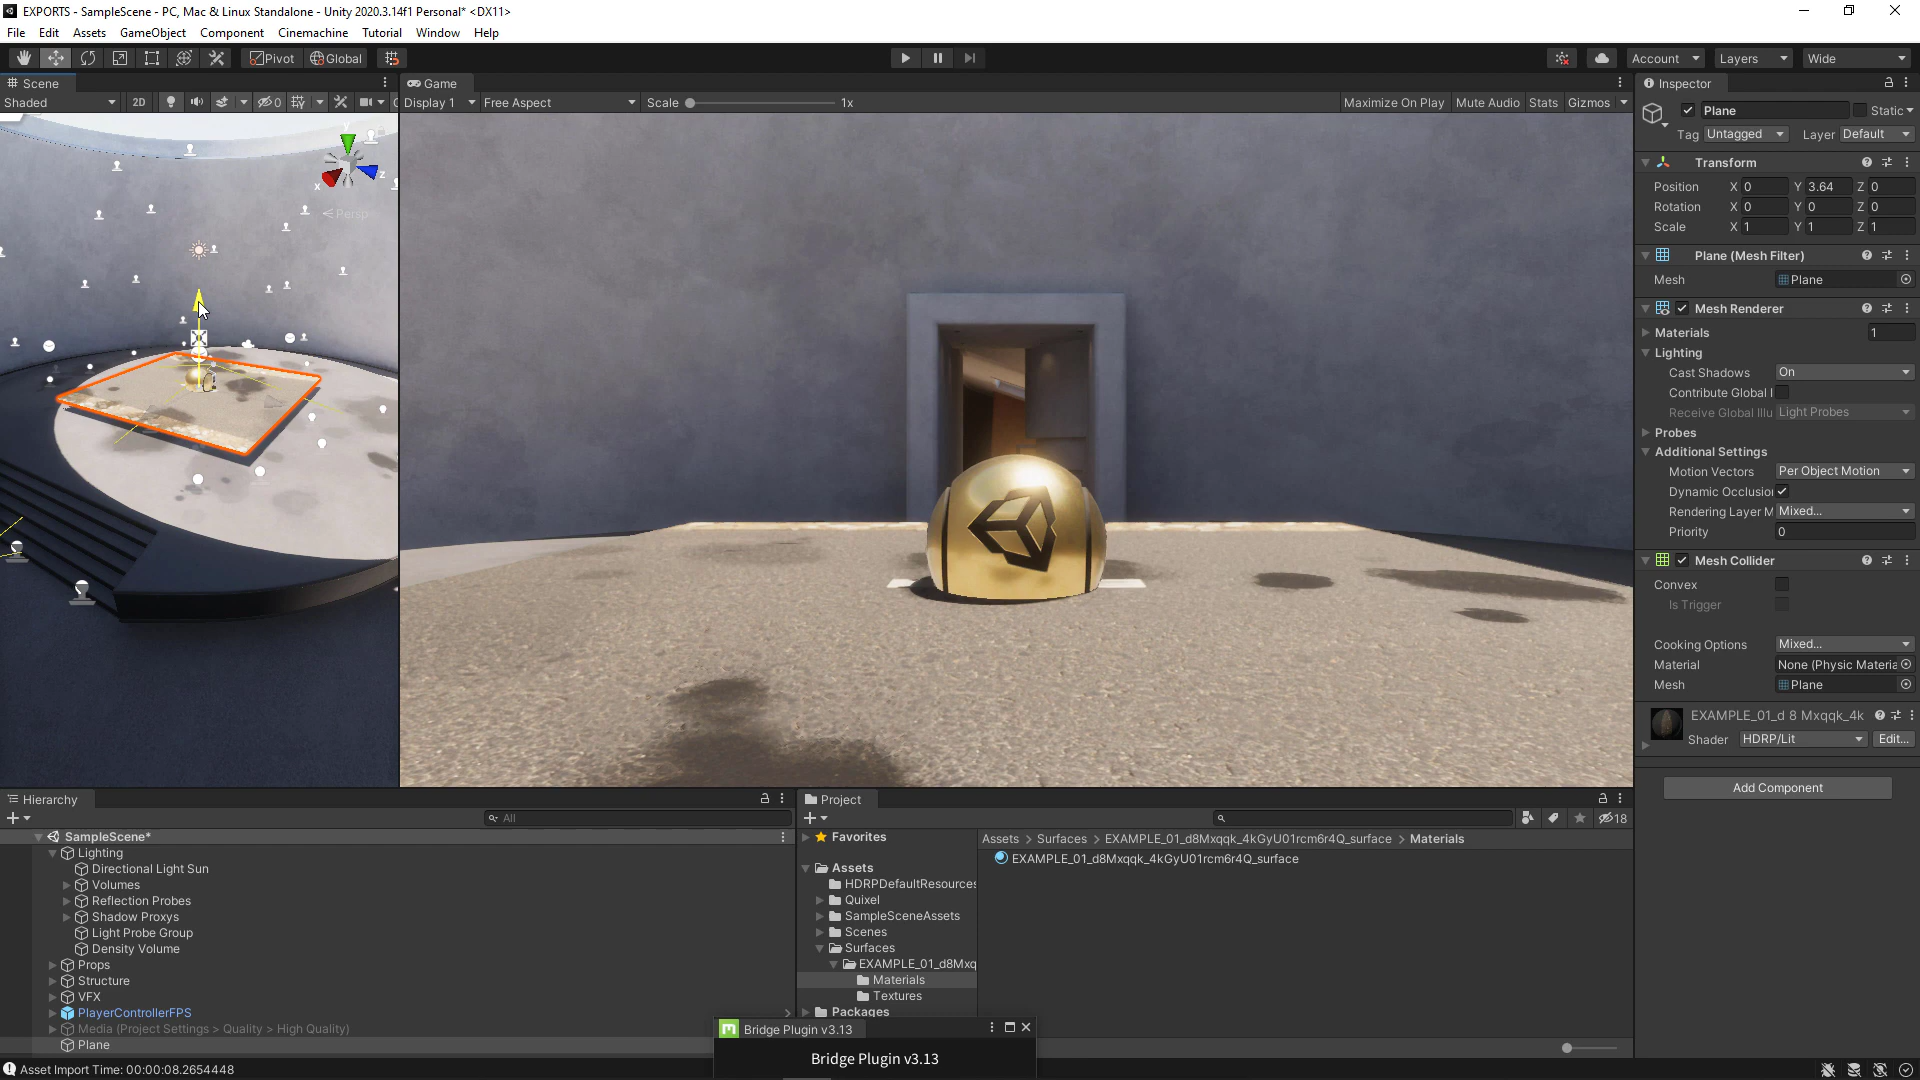 EXPORTS - SampleScene - PC, Mac & Linux Standalone - Unity 2020.3.14f1 Personal* <DX11>
File Edit Assets GameObject Component Cinemachine Tutorial Window Help
Pivot Global Account Layers Wide
Scene
Shaded 2D 0
Game
Display 1 Free Aspect Scale 1x Maximize On Play Mute Audio Stats Gizmos
y
x
z
Persp
Inspector
Plane Static
Tag Untagged Layer Default
Transform
Position X 0 Y 3.64 Z 0
Rotation X 0 Y 0 Z 0
Scale X 1 Y 1 Z 1
Plane (Mesh Filter)
Mesh Plane
Mesh Renderer
Materials 1
Lighting
Cast Shadows On
Contribute Global I
Receive Global Illu Light Probes
Probes
Additional Settings
Motion Vectors Per Object Motion
Dynamic Occlusion
Rendering Layer M Mixed...
Priority 0
Mesh Collider
Convex
Is Trigger
Cooking Options Mixed...
Material None (Physic Materia
Mesh Plane
EXAMPLE_01_d 8 Mxqqk_4k
Shader HDRP/Lit Edit...
Add Component
Hierarchy
All
SampleScene*
Lighting
Directional Light Sun
Volumes
Reflection Probes
Shadow Proxys
Light Probe Group
Density Volume
Props
Structure
VFX
PlayerControllerFPS
Media (Project Settings > Quality > High Quality)
Plane
Project
18
Favorites
Assets
HDRPDefaultResources
Quixel
SampleSceneAssets
Scenes
Surfaces
EXAMPLE_01_d8Mxq
Materials
Textures
Packages
Assets > Surfaces > EXAMPLE_01_d8Mxqqk_4kGyU01rcm6r4Q_surface > Materials
EXAMPLE_01_d8Mxqqk_4kGyU01rcm6r4Q_surface
Bridge Plugin v3.13
Bridge Plugin v3.13
Asset Import Time: 00:00:08.2654448